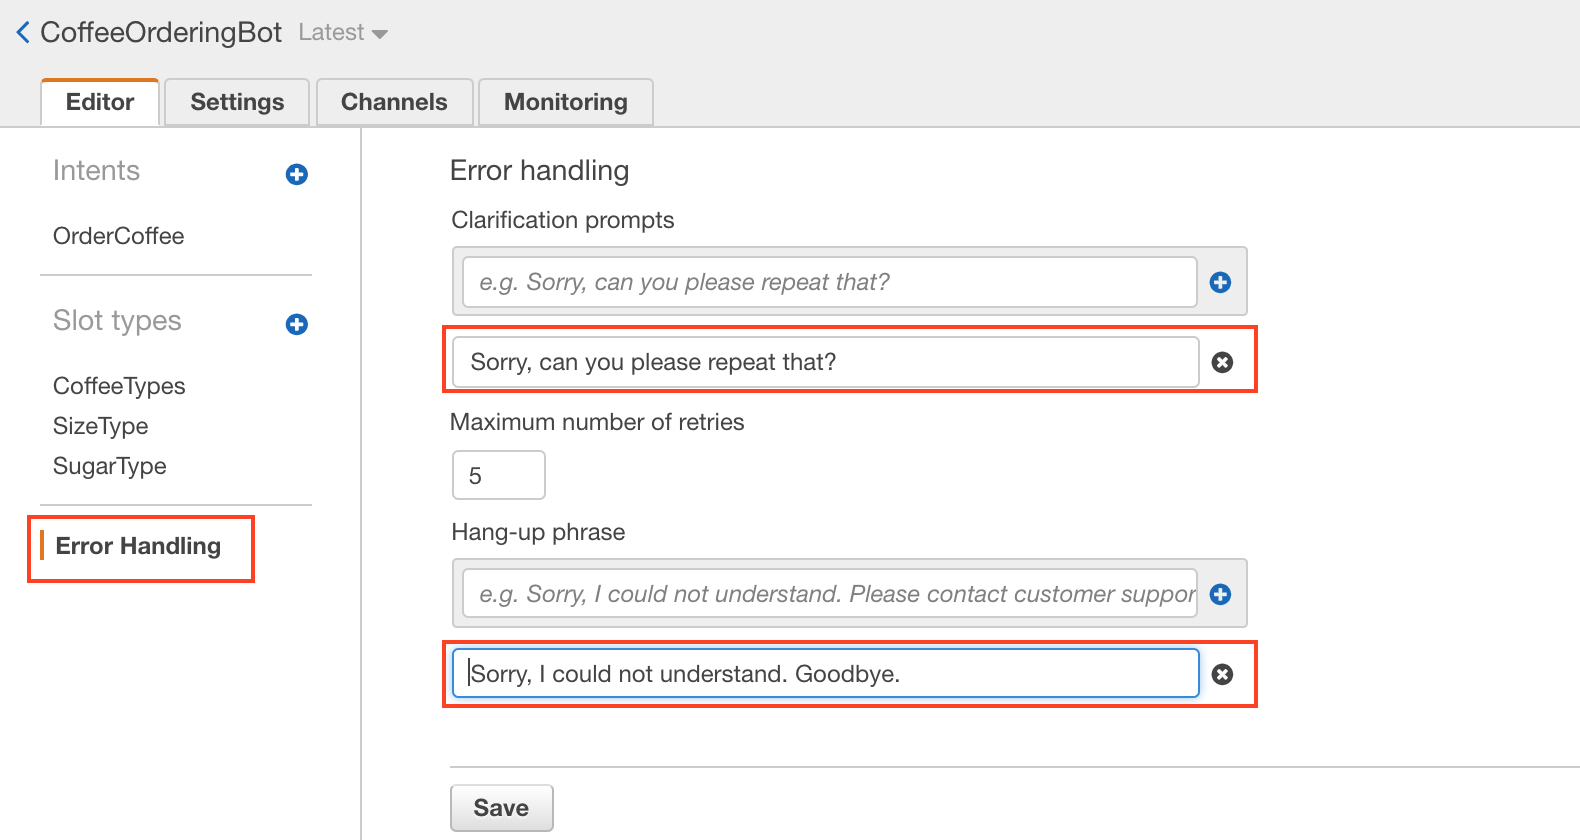 CoffeeOrderingBot Latest
Editor Settings Channels Monitoring
Intents
OrderCoffee
Slot types
CoffeeTypes
SizeType
SugarType
Error Handling
Error handling
Clarification prompts
e.g. Sorry, can you please repeat that?
Sorry, can you please repeat that?
Maximum number of retries
5
Hang-up phrase
e.g. Sorry, I could not understand. Please contact customer suppor
Sorry, I could not understand. Goodbye.
Save